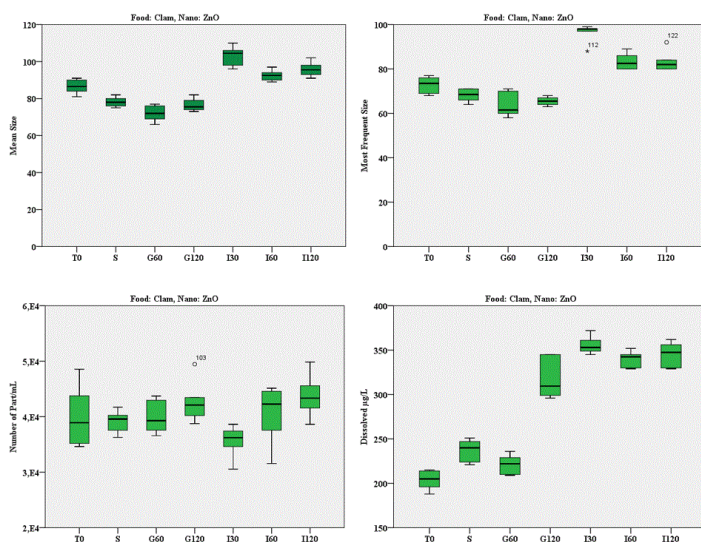 Food: Clam, Nano: ZnO
120
100
80
60
40
20
0
Mean Size
T0 S G60 G120 I30 I60 I120
Food: Clam, Nano: ZnO
100
80
60
40
20
0
Most Frequent Size
112
122
T0 S G60 G120 I30 I60 I120
Food: Clam, Nano: ZnO
6,E4
5,E4
4,E4
3,E4
2,E4
Number of Part/mL
103
T0 S G60 G120 I30 I60 I120
Food: Clam, Nano: ZnO
400
350
300
250
200
150
Dissolved µg/L
T0 S G60 G120 I30 I60 I120